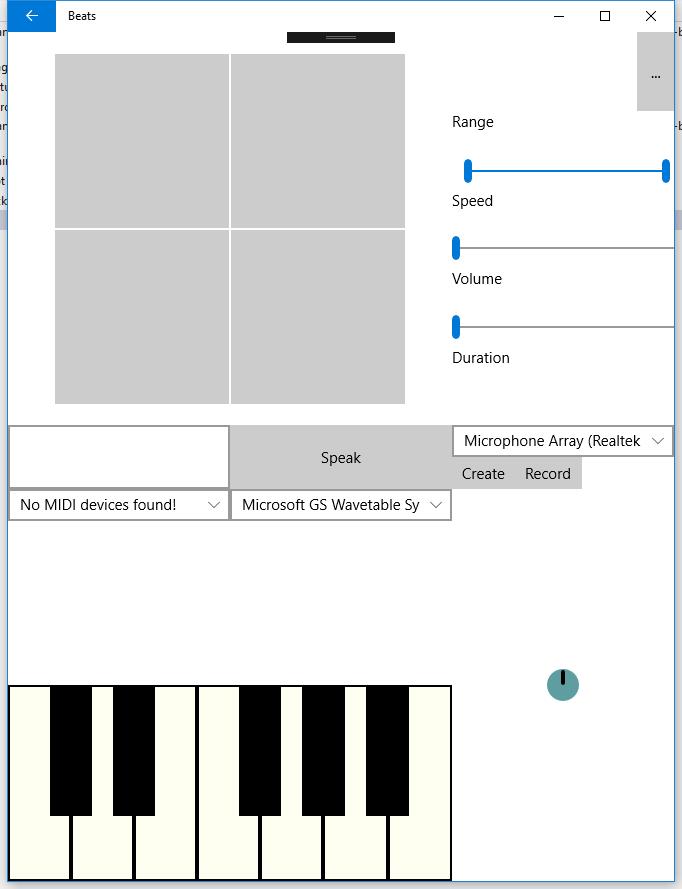 Beats
...
Range
Speed
Volume
Duration
Speak
Microphone Array (Realtek
Create Record
No MIDI devices found!
Microsoft GS Wavetable Sy